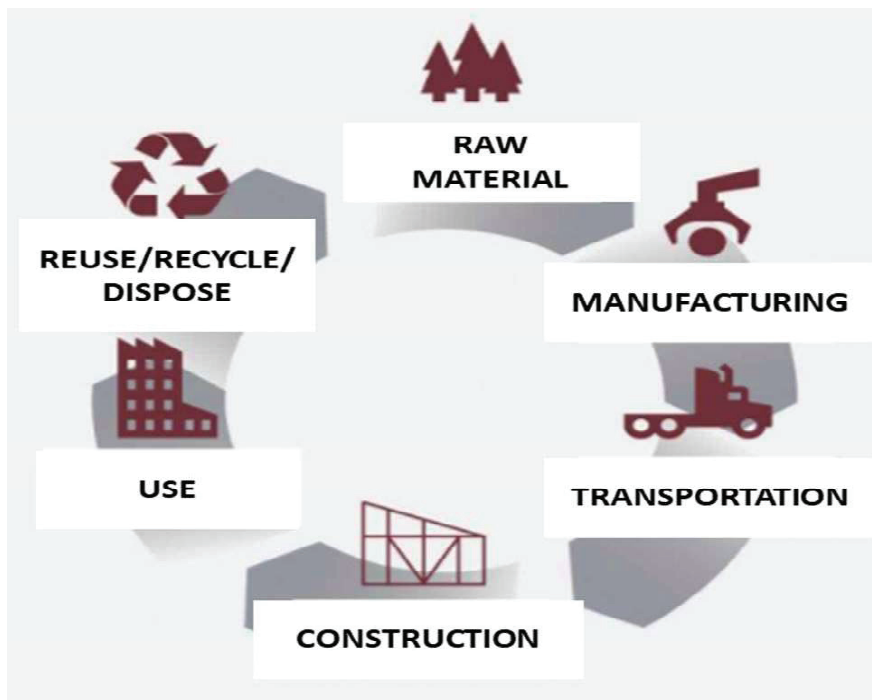 RAW
MATERIAL
MANUFACTURING
TRANSPORTATION
CONSTRUCTION
USE
REUSE/RECYCLE/
DISPOSE